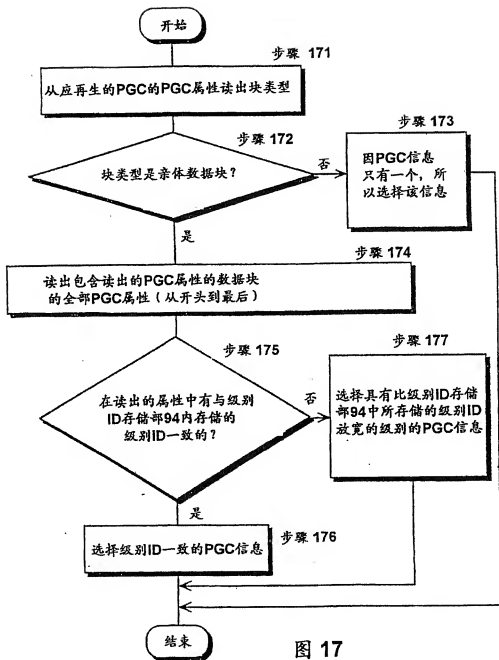 开始
步骤 171
从应再生的PGC的PGC属性读出块类型
步骤 172
块类型是亲体数据块？
否
步骤 173
因PGC信息
只有一个，所
以选择该信息
是
步骤 174
读出包含读出的PGC属性的数据块
的全部PGC属性（从开头到最后）
步骤 175
在读出的属性中有与级别
ID存储部94内存储的
级别ID一致的？
否
步骤 177
选择具有比级别ID存储
部94中所存储的级别ID
放宽的级别的PGC信息
是
步骤 176
选择级别ID一致的PGC信息
结束
图 17